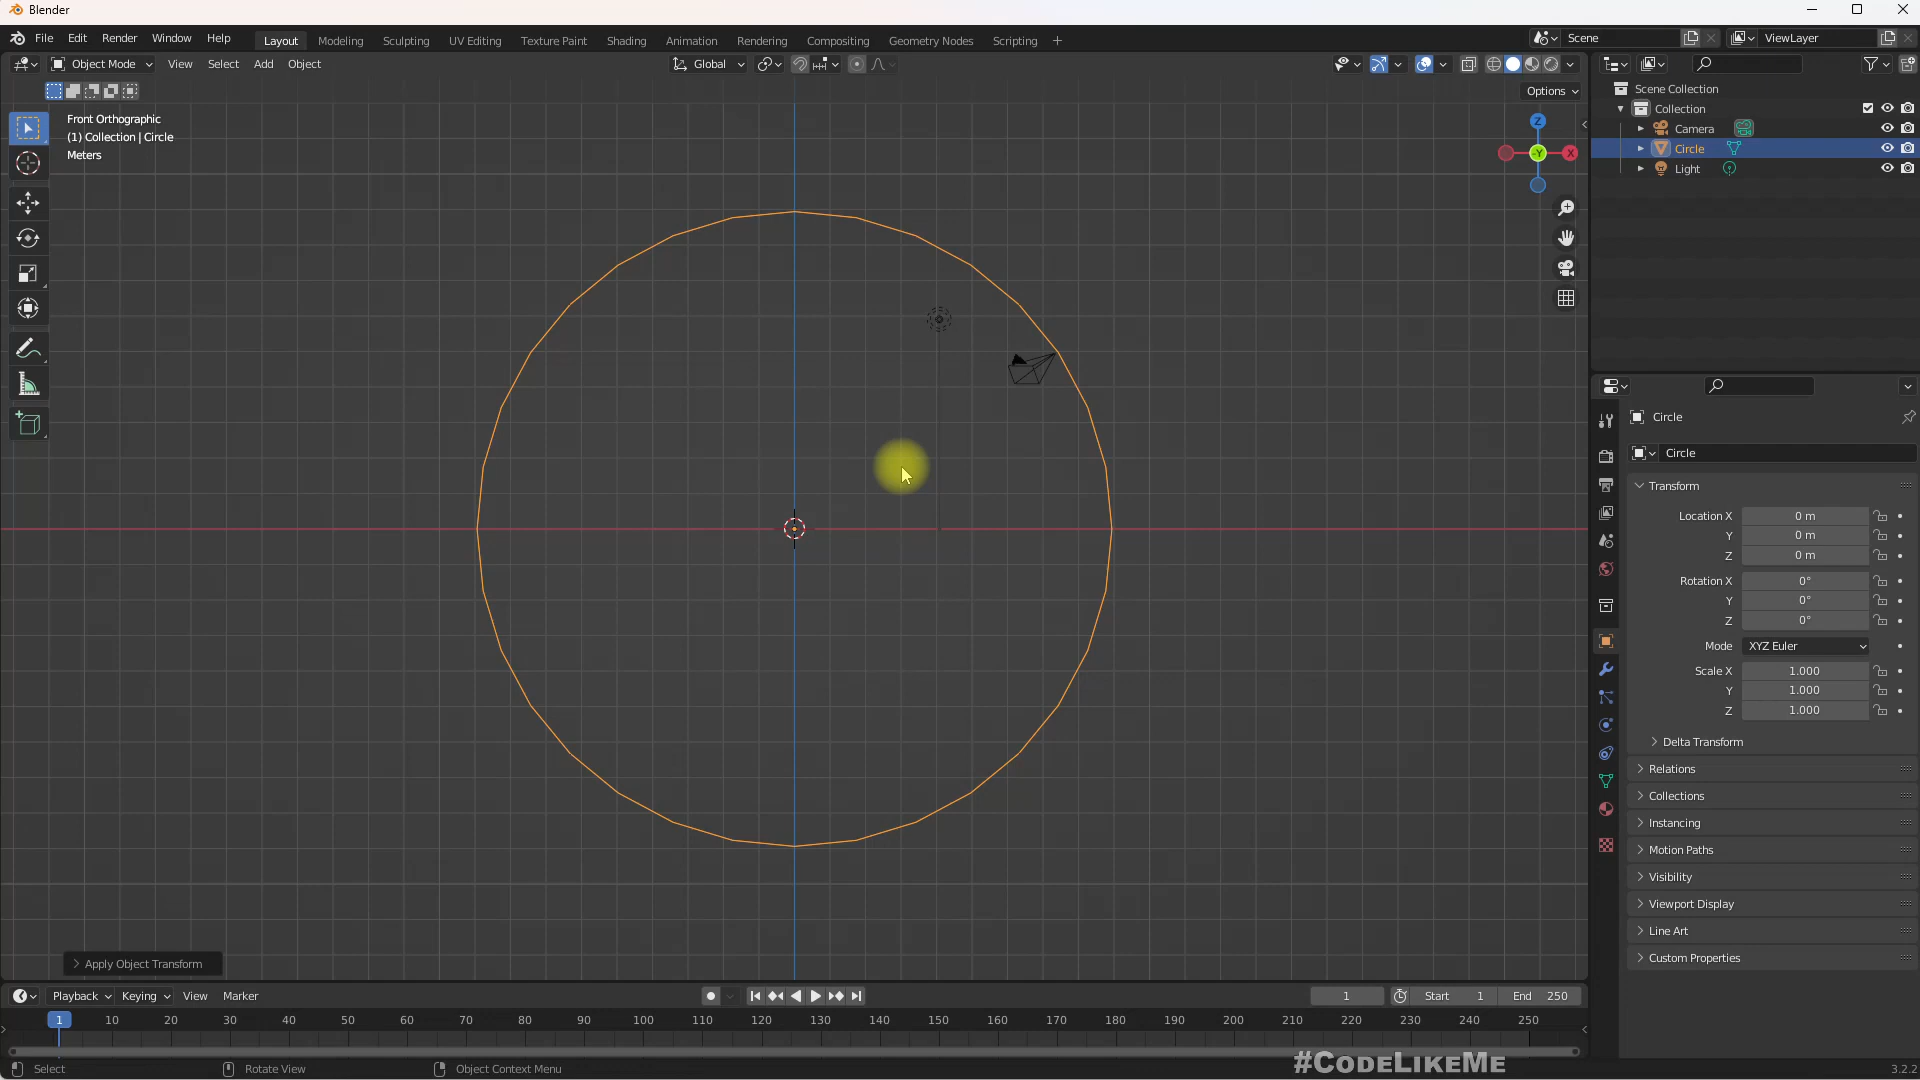 Blender
File Edit Render Window Help
Layout Modeling Sculpting UV Editing Texture Paint Shading Animation Rendering Compositing Geometry Nodes Scripting +
Scene
ViewLayer
Object Mode View Select Add Object
Global
Options
Front Orthographic
(1) Collection | Circle
Meters
Z
-Y
X
Scene Collection
Collection
Camera
Circle
Light
Circle
Circle
Transform
Location X 0 m
Y 0 m
Z 0 m
Rotation X 0°
Y 0°
Z 0°
Mode XYZ Euler
Scale X 1.000
Y 1.000
Z 1.000
Delta Transform
Relations
Collections
Instancing
Motion Paths
Visibility
Viewport Display
Line Art
Custom Properties
Apply Object Transform
Playback Keying View Marker
1 Start 1 End 250
1 10 20 30 40 50 60 70 80 90 100 110 120 130 140 150 160 170 180 190 200 210 220 230 240 250
Select Rotate View Object Context Menu
#CodeLikeMe
3.2.2